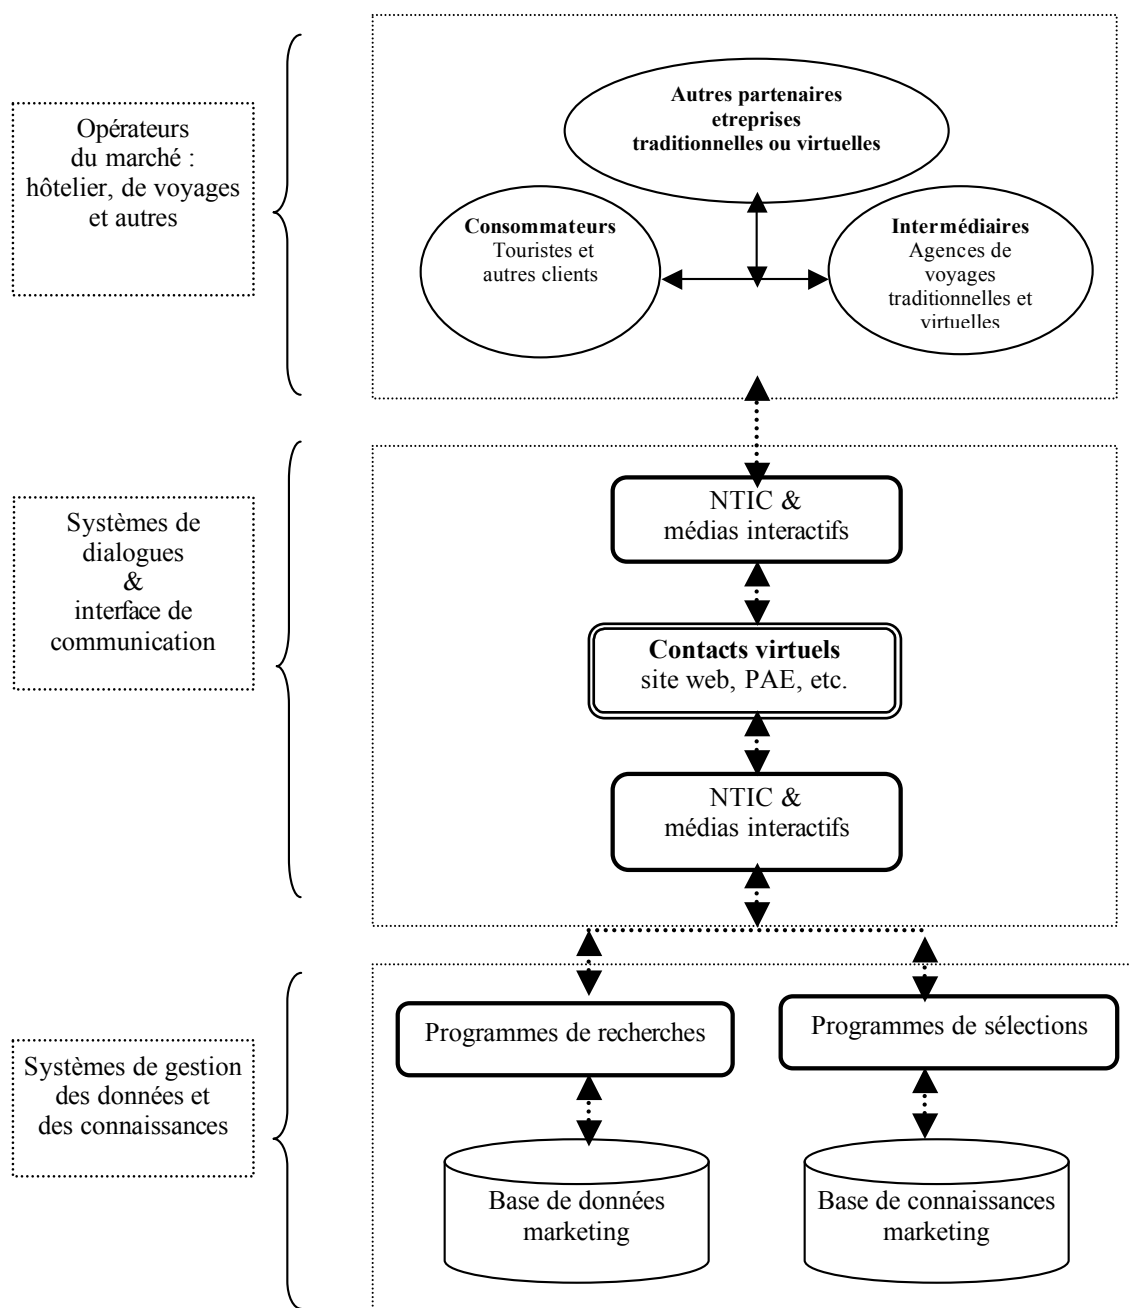 Autres partenaires
etreprises
traditionnelles ou virtuelles
Opérateurs
du marché :
hôtelier, de voyages
et autres
Consommateurs
Touristes et
autres clients
Intermédiaires
Agences de
voyages
traditionnelles et
virtuelles
Systèmes de
dialogues
&
interface de
communication
NTIC &
médias interactifs
Contacts virtuels
site web, PAE, etc.
NTIC &
médias interactifs
Systèmes de gestion
des données et
des connaissances
Programmes de recherches
Programmes de sélections
Base de données
marketing
Base de connaissances
marketing